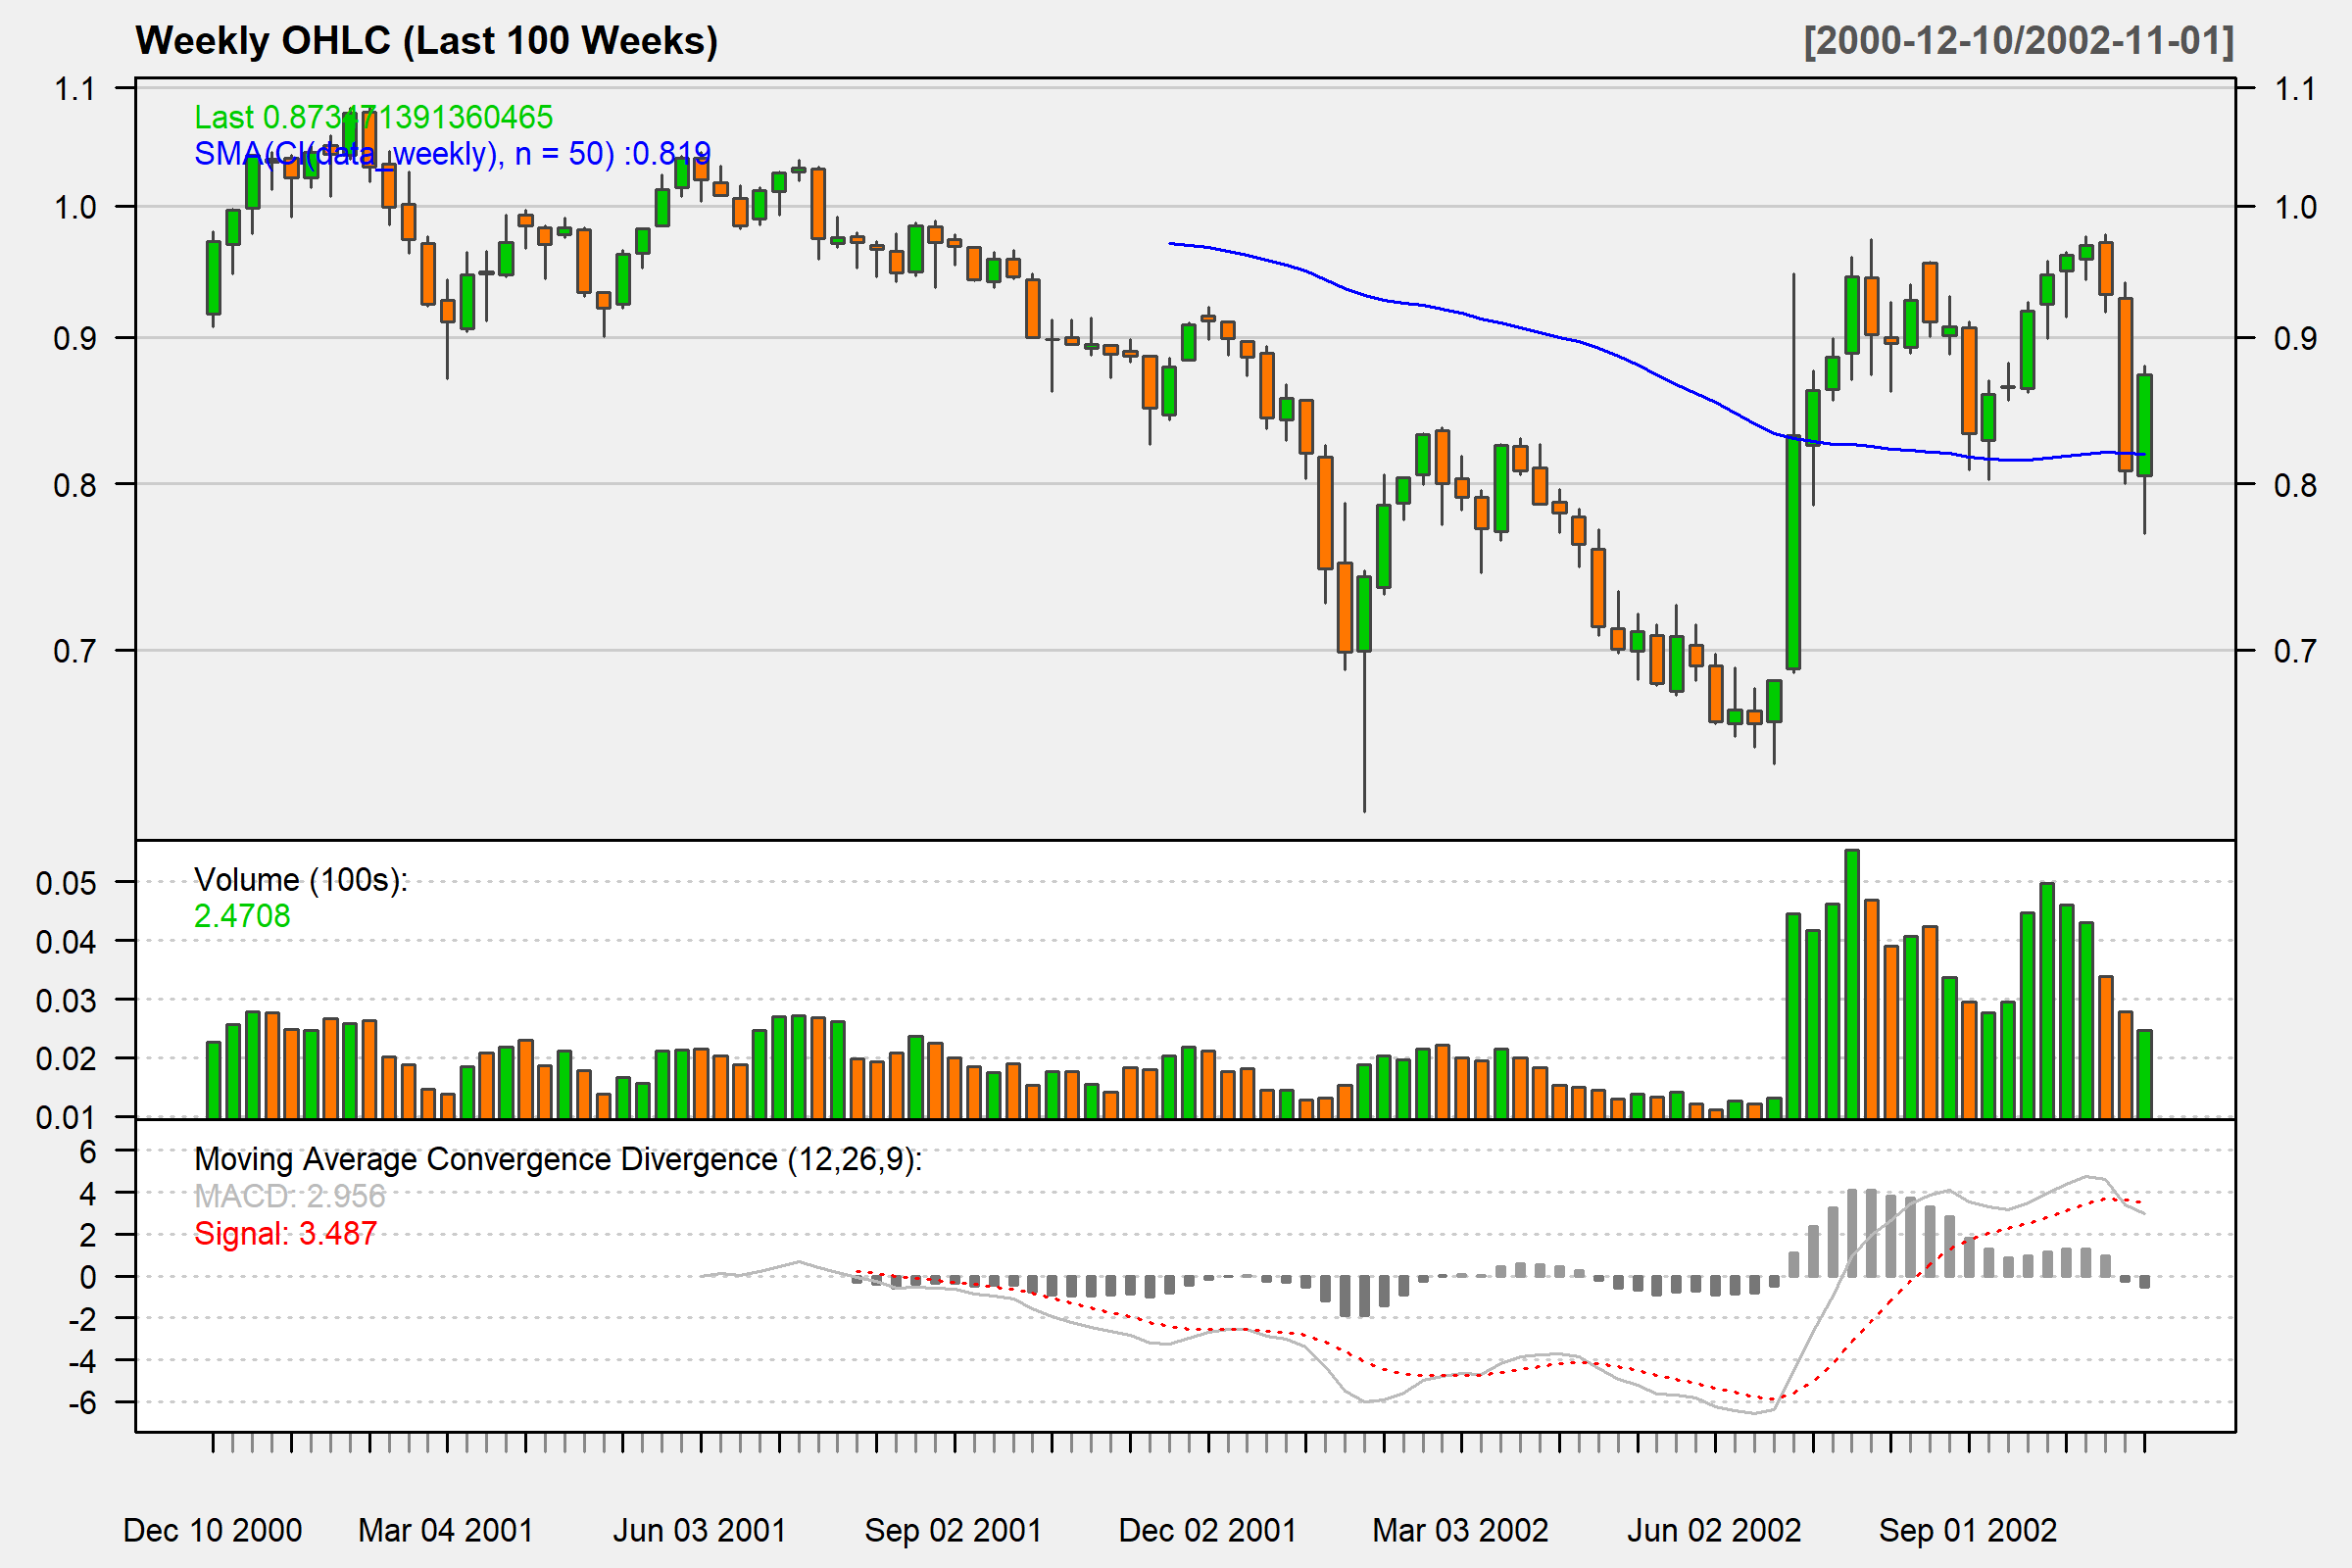 Weekly OHLC (Last 100 Weeks)
[2000-12-10/2002-11-01]
1.1
1.0
0.9
0.8
0.7
1.1
1.0
0.9
0.8
0.7
Last 0.873471391360465
SMA(Cl(data_weekly), n = 50) :0.819
0.05
0.04
0.03
0.02
0.01
Volume (100s):
2.4708
6
4
2
0
-2
-4
-6
Moving Average Convergence Divergence (12,26,9):
MACD: 2.956
Signal: 3.487
Dec 10 2000
Mar 04 2001
Jun 03 2001
Sep 02 2001
Dec 02 2001
Mar 03 2002
Jun 02 2002
Sep 01 2002